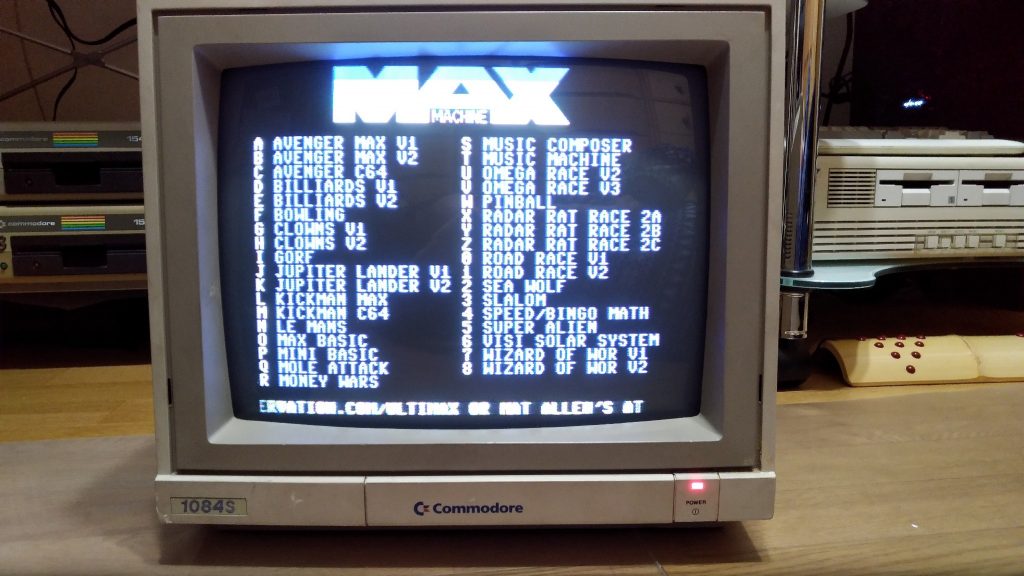 MAX
MACHINE
A AVENGER MAX V1
B AVENGER MAX V2
C AVENGER C64
D BILLIARDS V1
E BILLIARDS V2
F BOWLING
G CLOWNS V1
H CLOWNS V2
I GORF
J JUPITER LANDER V1
K JUPITER LANDER V2
L KICKMAN MAX
M KICKMAN C64
N LE MANS
O MAX BASIC
P MINI BASIC
Q MOLE ATTACK
R MONEY WARS
S MUSIC COMPOSER
T MUSIC MACHINE
U OMEGA RACE V2
V OMEGA RACE V3
W PINBALL
X RADAR RAT RACE 2A
Y RADAR RAT RACE 2B
Z RADAR RAT RACE 2C
0 ROAD RACE V1
1 ROAD RACE V2
2 SEA WOLF
3 SLALOM
4 SPEED/BINGO MATH
5 SUPER ALIEN
6 VISI SOLAR SYSTEM
7 WIZARD OF WOR V1
8 WIZARD OF WOR V2
ERVATION.COM/ULTIMAX OR MAT ALLEN'S AT
1084S
Commodore
POWER
commodore 154
commodore 15